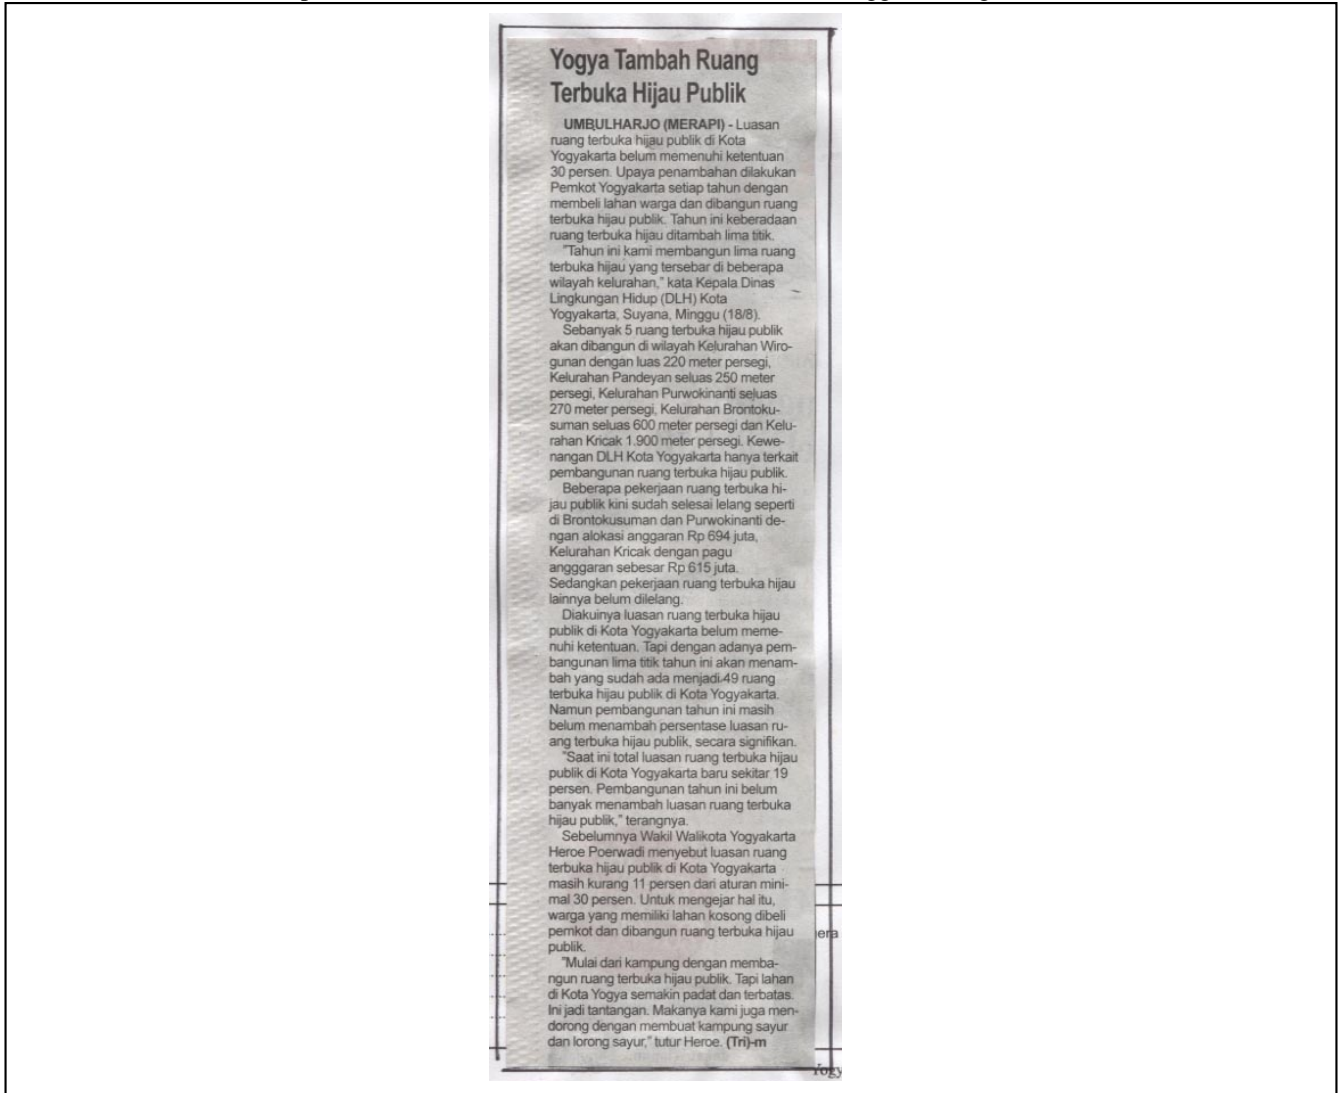 Yogya Tambah Ruang
Terbuka Hijau Publik
UMBULHARJO (MERAPI) - Luasan
ruang terbuka hijau publik di Kota
Yogyakarta belum memenuhi ketentuan
30 persen. Upaya penambahan dilakukan
Pemkot Yogyakarta setiap tahun dengan
membeli lahan warga dan dibangun ruang
terbuka hijau publik. Tahun ini keberadaan
ruang terbuka hijau ditambah lima titik.
"Tahun ini kami membangun lima ruang
terbuka hijau yang tersebar di beberapa
wilayah kelurahan," kata Kepala Dinas
Lingkungan Hidup (DLH) Kota
Yogyakarta, Suyana, Minggu (18/8).
Sebanyak 5 ruang terbuka hijau publik
akan dibangun di wilayah Kelurahan Wiro-
gunan dengan luas 220 meter persegi,
Kelurahan Pandeyan seluas 250 meter
persegi, Kelurahan Purwokinanti seluas
270 meter persegi, Kelurahan Brontoku-
suman seluas 600 meter persegi dan Kelu-
rahan Kricak 1.900 meter persegi. Kewe-
nangan DLH Kota Yogyakarta hanya terkait
pembangunan ruang terbuka hijau publik.
Beberapa pekerjaan ruang terbuka hi-
jau publik kini sudah selesai lelang seperti
di Brontokusuman dan Purwokinanti de-
ngan alokasi anggaran Rp 694 juta,
Kelurahan Kricak dengan pagu
angggaran sebesar Rp 615 juta.
Sedangkan pekerjaan ruang terbuka hijau
lainnya belum dilelang.
Diakuinya luasan ruang terbuka hijau
publik di Kota Yogyakarta belum meme-
nuhi ketentuan. Tapi dengan adanya pem-
bangunan lima titik tahun ini akan menam-
bah yang sudah ada menjadi 49 ruang
terbuka hijau publik di Kota Yogyakarta.
Namun pembangunan tahun ini masih
belum menambah persentase luasan ru-
ang terbuka hijau publik, secara signifikan.
"Saat ini total luasan ruang terbuka hijau
publik di Kota Yogyakarta baru sekitar 19
persen. Pembangunan tahun ini belum
banyak menambah luasan ruang terbuka
hijau publik," terangnya.
Sebelumnya Wakil Walikota Yogyakarta
Heroe Poerwadi menyebut luasan ruang
terbuka hijau publik di Kota Yogyakarta
masih kurang 11 persen dari aturan mini-
mal 30 persen. Untuk mengejar hal itu,
warga yang memiliki lahan kosong dibeli
pemkot dan dibangun ruang terbuka hijau
publik.
"Mulai dari kampung dengan memba-
ngun ruang terbuka hijau publik. Tapi lahan
di Kota Yogya semakin padat dan terbatas.
Ini jadi tantangan. Makanya kami juga men-
dorong dengan membuat kampung sayur
dan lorong sayur," tutur Heroe. (Tri)-m